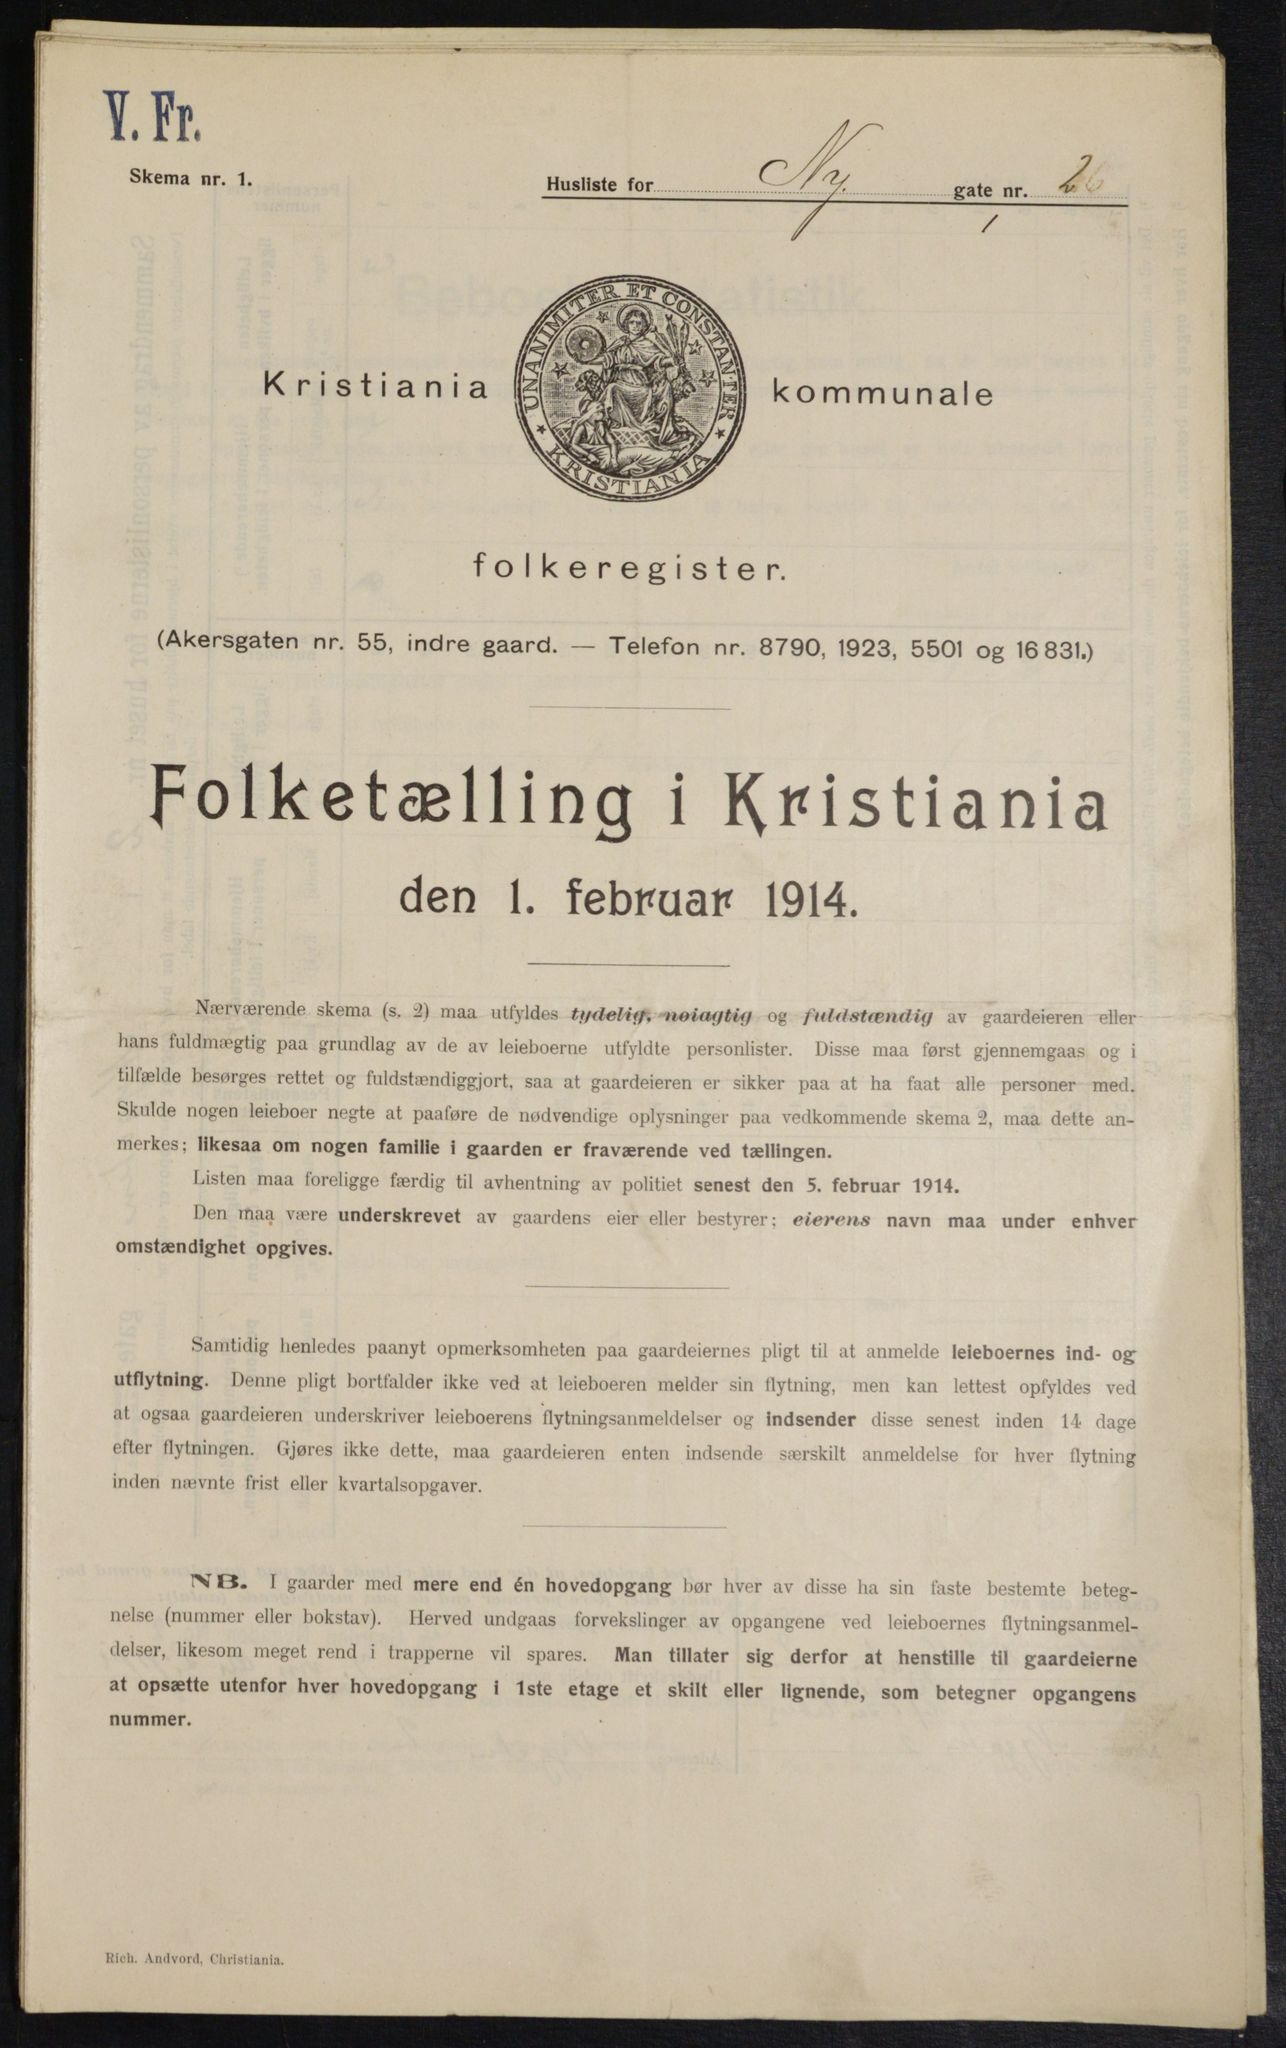 V. Fr.
Skema nr. 1.
Husliste for Ny. gate nr. 26
UNANIMITER ET CONSTANTER
KRISTIANIA
Kristiania kommunale
folkeregister.
(Akersgaten nr. 55, indre gaard. — Telefon nr. 8790, 1923, 5501 og 16 831.)
Folketælling i Kristiania
den 1. februar 1914.
Nærværende skema (s. 2) maa utfyldes tydelig, nøiagtig og fuldstændig av gaardeieren eller
hans fuldmægtig paa grundlag av de av leieboerne utfyldte personlister. Disse maa først gjennemgaas og i
tilfælde besørges rettet og fuldstændiggjort, saa at gaardeieren er sikker paa at ha faat alle personer med.
Skulde nogen leieboer negte at paaføre de nødvendige oplysninger paa vedkommende skema 2, maa dette an-
merkes; likesaa om nogen familie i gaarden er fraværende ved tællingen.
Listen maa foreligge færdig til avhentning av politiet senest den 5. februar 1914.
Den maa være underskrevet av gaardens eier eller bestyrer; eierens navn maa under enhver
omstændighet opgives.
Samtidig henledes paanyt opmerksomheten paa gaardeiernes pligt til at anmelde leieboernes ind- og
utflytning. Denne pligt bortfalder ikke ved at leieboeren melder sin flytning, men kan lettest opfyldes ved
at ogsaa gaardeieren underskriver leieboerens flytningsanmeldelser og indsender disse senest inden 14 dage
efter flytningen. Gjøres ikke dette, maa gaardeieren enten indsende særskilt anmeldelse for hver flytning
inden nævnte frist eller kvartalsopgaver.
NB. I gaarder med mere end én hovedopgang bør hver av disse ha sin faste bestemte beteg-
nelse (nummer eller bokstav). Herved undgaas forvekslinger av opgangene ved leieboernes flytningsanmel-
delser, likesom meget rend i trapperne vil spares. Man tillater sig derfor at henstille til gaardeierne
at opsætte utenfor hver hovedopgang i 1ste etage et skilt eller lignende, som betegner opgangens
nummer.
Rich. Andvord, Christiania.